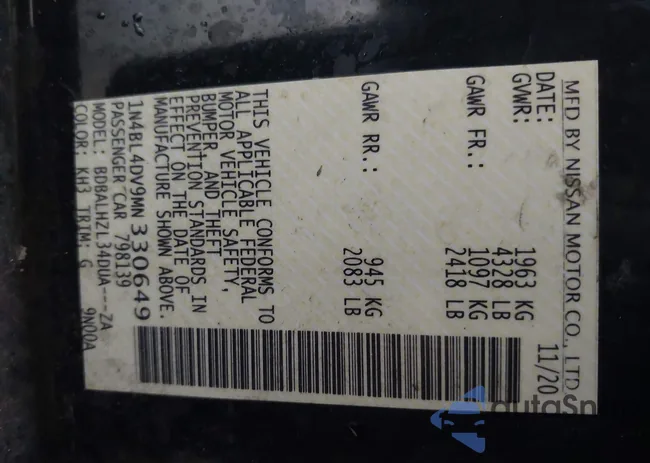 MFD BY NISSAN MOTOR CO., LTD
DATE: 11/20
GVWR: 1963 KG
4328 LB
GAWR FR.: 1097 KG
2418 LB
GAWR RR.: 945 KG
2083 LB
THIS VEHICLE CONFORMS TO
ALL APPLICABLE FEDERAL
MOTOR VEHICLE SAFETY,
BUMPER AND THEFT
PREVENTION STANDARDS IN
EFFECT ON THE DATE OF
MANUFACTURE SHOWN ABOVE.
1N4BL4DV9MN330649
PASSENGER CAR 798139
MODEL: BDBALHZL34DUA---ZA
COLOR: KH3 TRIM: G 9N00A